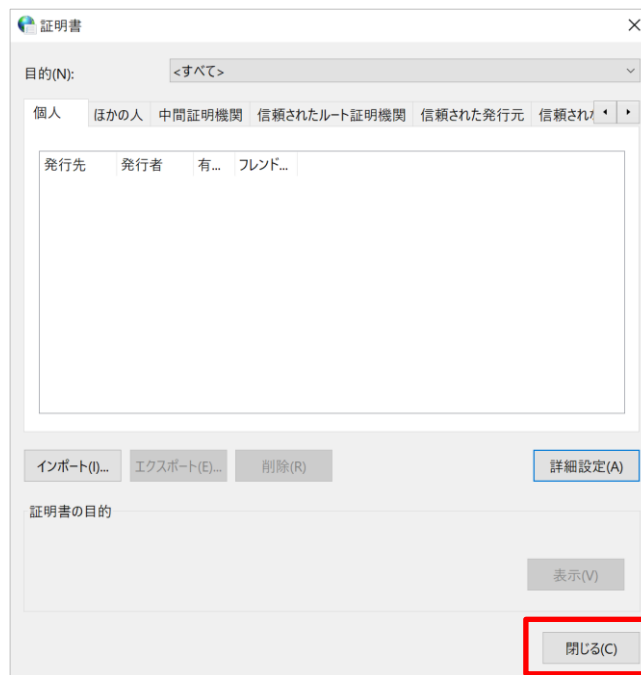 証明書
目的(N): <すべて>
個人 ほかの人 中間証明機関 信頼されたルート証明機関 信頼された発行元
発行先 発行者 有... フレンド...
インポート(I)... エクスポート(E)... 削除(R) 詳細設定(A)
証明書の目的
表示(V)
閉じる(C)